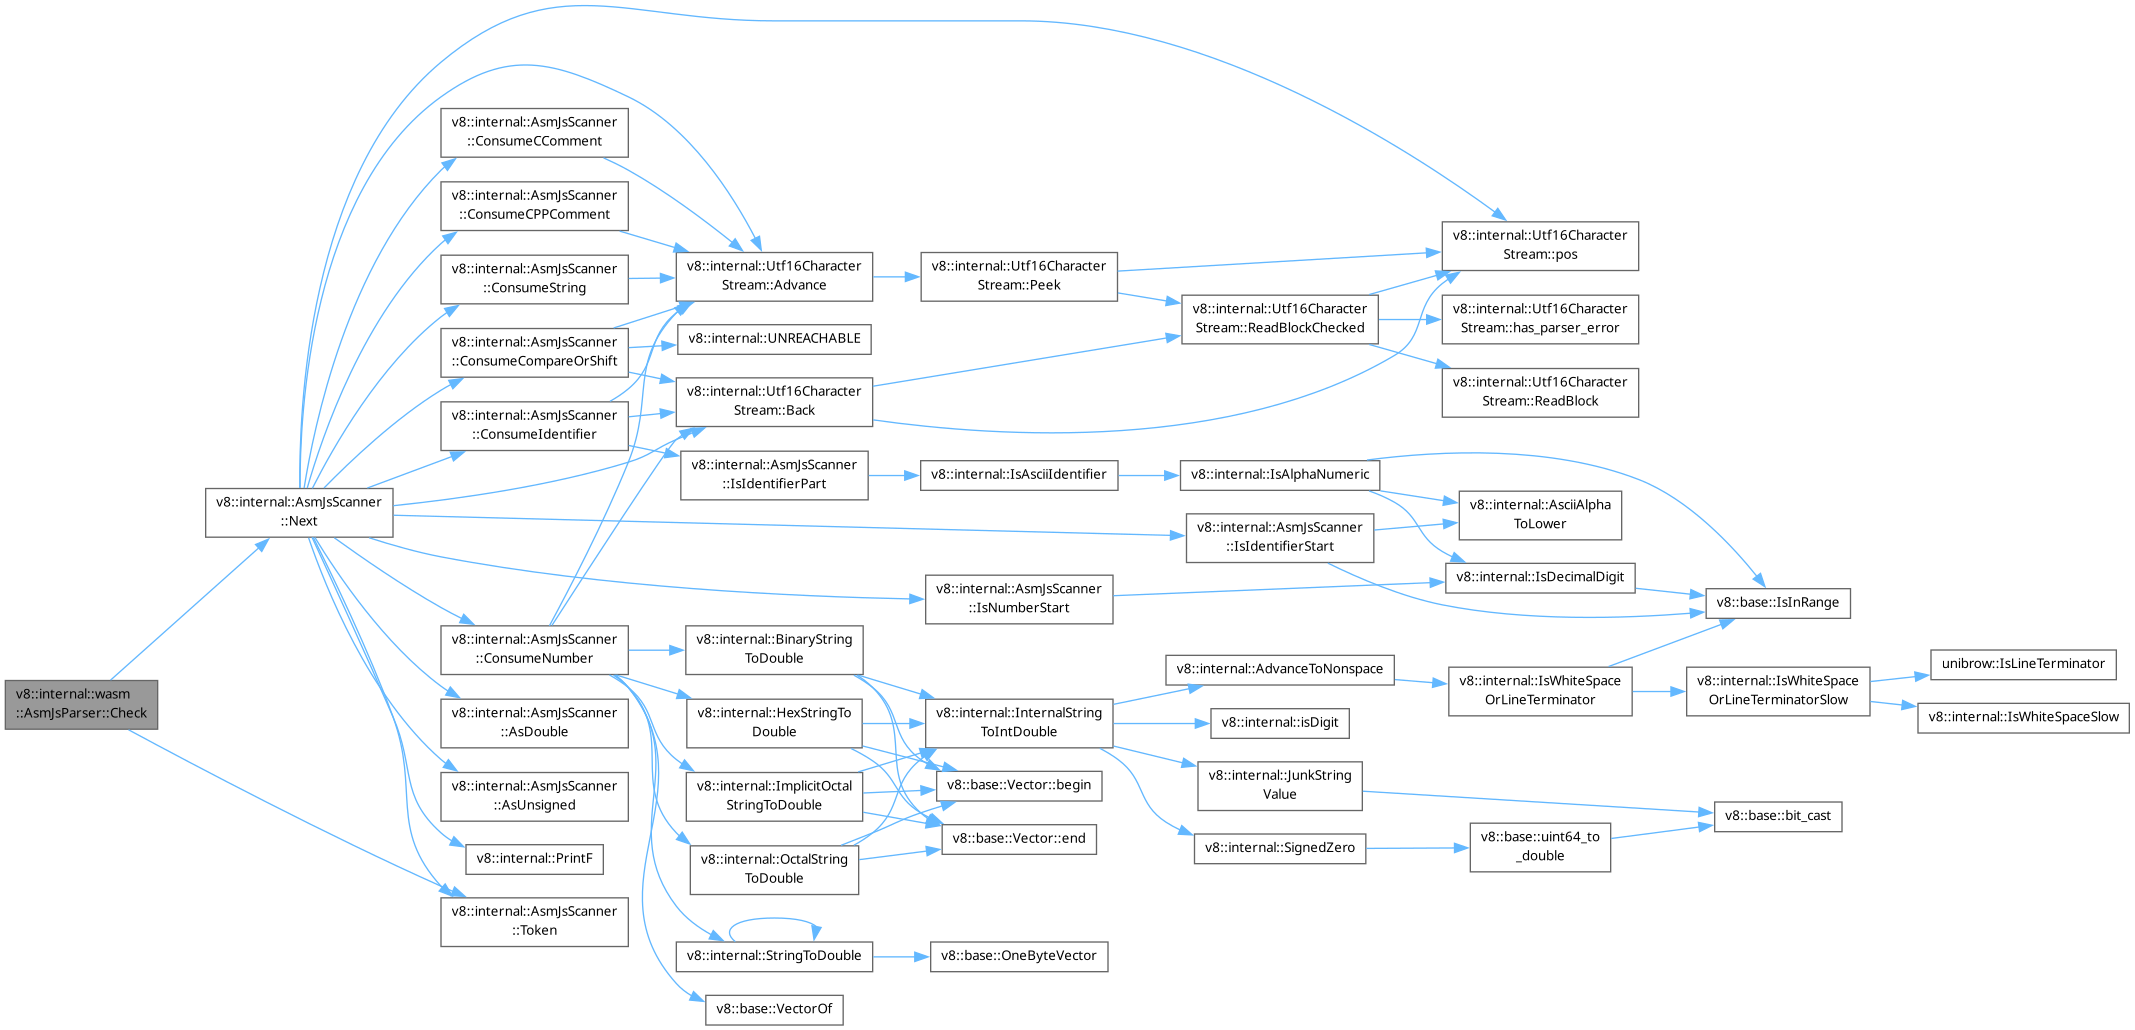 v8::internal::wasm
::AsmJsParser::Check
v8::internal::AsmJsScanner
::Next
v8::internal::AsmJsScanner
::ConsumeCComment
v8::internal::AsmJsScanner
::ConsumeCPPComment
v8::internal::AsmJsScanner
::ConsumeString
v8::internal::AsmJsScanner
::ConsumeCompareOrShift
v8::internal::AsmJsScanner
::ConsumeIdentifier
v8::internal::AsmJsScanner
::ConsumeNumber
v8::internal::AsmJsScanner
::AsDouble
v8::internal::AsmJsScanner
::AsUnsigned
v8::internal::PrintF
v8::internal::AsmJsScanner
::Token
v8::internal::Utf16Character
Stream::Advance
v8::internal::UNREACHABLE
v8::internal::Utf16Character
Stream::Back
v8::internal::AsmJsScanner
::IsIdentifierPart
v8::internal::BinaryString
ToDouble
v8::internal::HexStringTo
Double
v8::internal::ImplicitOctal
StringToDouble
v8::internal::OctalString
ToDouble
v8::internal::StringToDouble
v8::base::VectorOf
v8::internal::Utf16Character
Stream::Peek
v8::internal::IsAsciiIdentifier
v8::internal::AsmJsScanner
::IsNumberStart
v8::internal::InternalString
ToIntDouble
v8::base::Vector::begin
v8::base::Vector::end
v8::base::OneByteVector
v8::internal::Utf16Character
Stream::ReadBlockChecked
v8::internal::IsAlphaNumeric
v8::internal::AsmJsScanner
::IsIdentifierStart
v8::internal::AdvanceToNonspace
v8::internal::isDigit
v8::internal::JunkString
Value
v8::internal::SignedZero
v8::internal::Utf16Character
Stream::pos
v8::internal::Utf16Character
Stream::has_parser_error
v8::internal::Utf16Character
Stream::ReadBlock
v8::internal::AsciiAlpha
ToLower
v8::internal::IsDecimalDigit
v8::internal::IsWhiteSpace
OrLineTerminator
v8::base::uint64_to
_double
v8::base::IsInRange
v8::internal::IsWhiteSpace
OrLineTerminatorSlow
v8::base::bit_cast
unibrow::IsLineTerminator
v8::internal::IsWhiteSpaceSlow